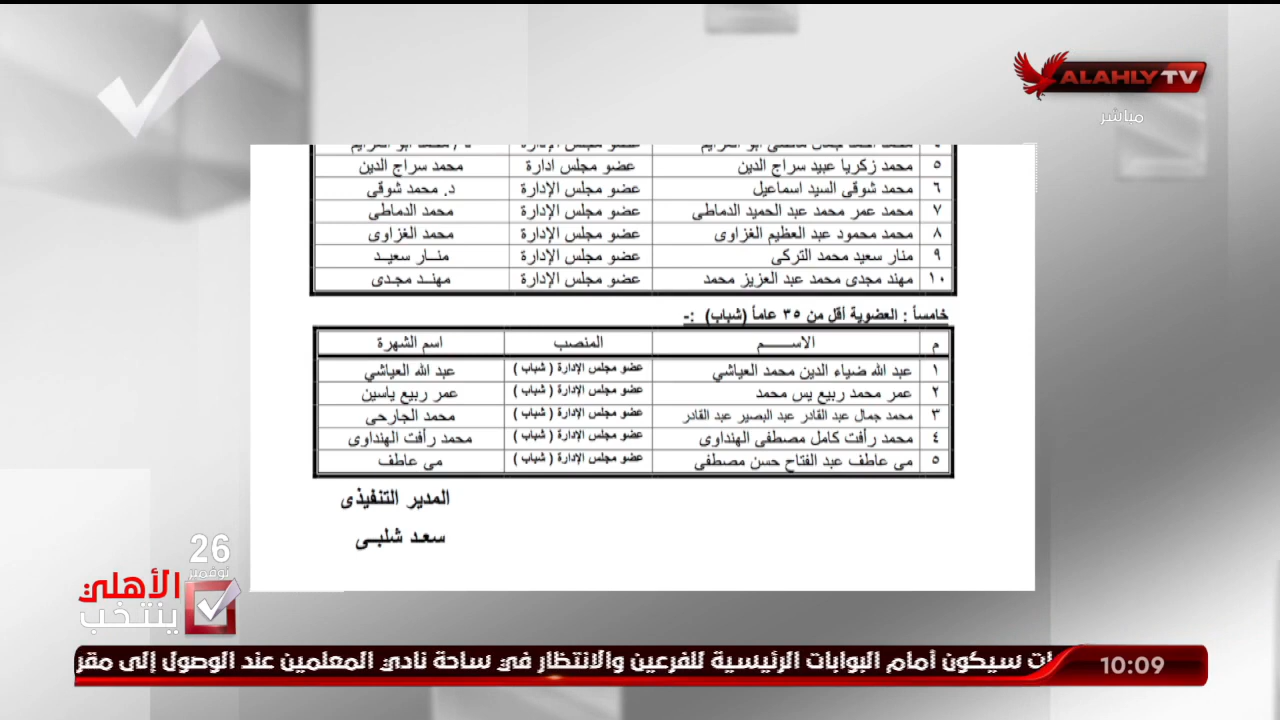 ALAHLY TV
مباشر
٥ محمد زكريا عبيد سراج الدين عضو مجلس ادارة محمد سراج الدين
٦ محمد شوقى السيد اسماعيل عضو مجلس الإدارة د. محمد شوقى
٧ محمد عمر محمد عبد الحميد الدماطى عضو مجلس الإدارة محمد الدماطى
٨ محمد محمود عبد العظيم الغزاوى عضو مجلس الإدارة محمد الغزاوى
٩ منار سعيد محمد التركى عضو مجلس الإدارة منــار سعيــد
١٠ مهند مجدى محمد عبد العزيز محمد عضو مجلس الإدارة مهنــد مجـدى
خامساً : العضوية أقل من ٣٥ عاماً (شباب) :-
م الاســــم المنصب اسم الشهرة
١ عبد الله ضياء الدين محمد العياشي عضو مجلس الإدارة ( شباب ) عبد الله العياشي
٢ عمر محمد ربيع يس محمد عضو مجلس الإدارة ( شباب ) عمر ربيع ياسين
٣ محمد جمال عبد القادر عبد البصير عبد القادر عضو مجلس الإدارة ( شباب ) محمد الجارحى
٤ محمد رأفت كامل مصطفى الهنداوى عضو مجلس الإدارة ( شباب ) محمد رأفت الهنداوى
٥ مى عاطف عبد الفتاح حسن مصطفى عضو مجلس الإدارة ( شباب ) مى عاطف
المدير التنفيذى
سعـد شلبـى
26
نوفمبر
الأهلي
ينتخب
ات سيكون أمام البوابات الرئيسية للفرعين والانتظار في ساحة نادي المعلمين عند الوصول إلى مقر
10:09